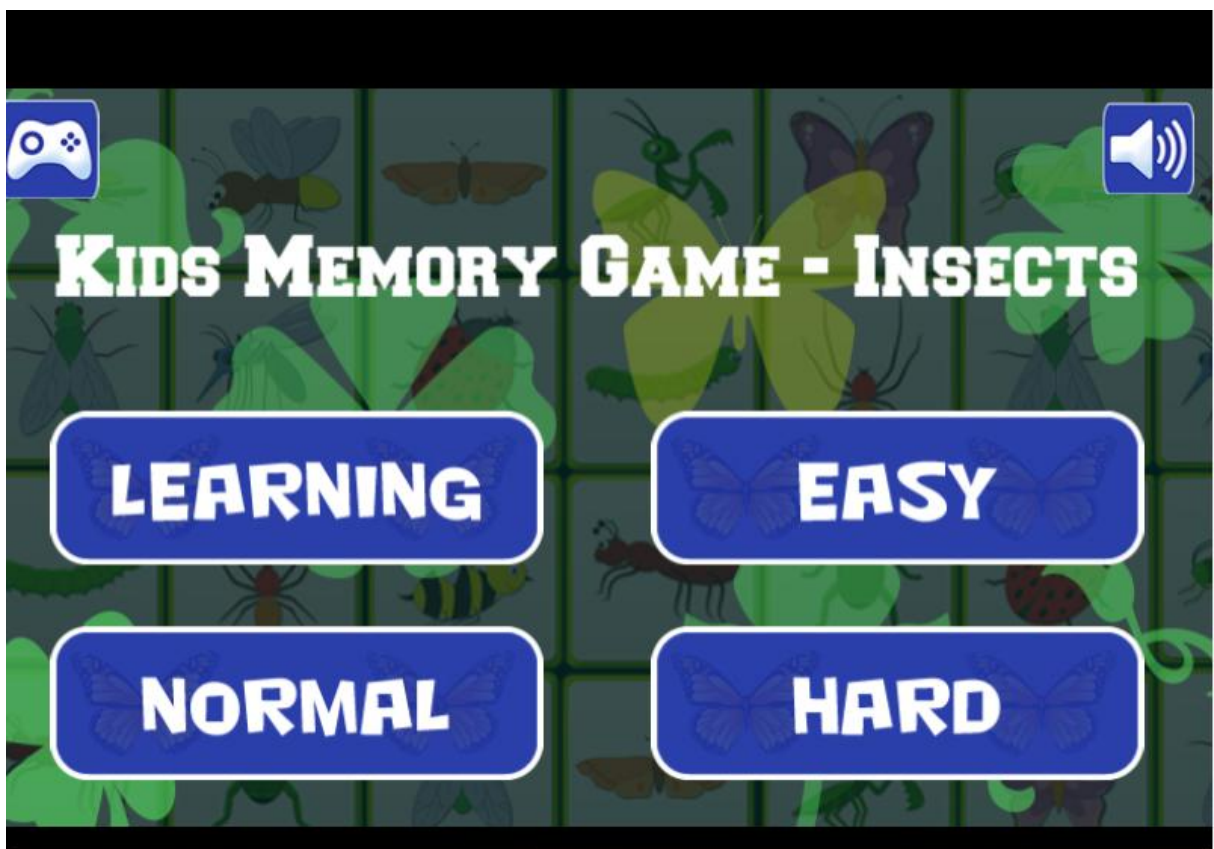 KIDS MEMORY GAME - INSECTS
LEARNING
EASY
NORMAL
HARD